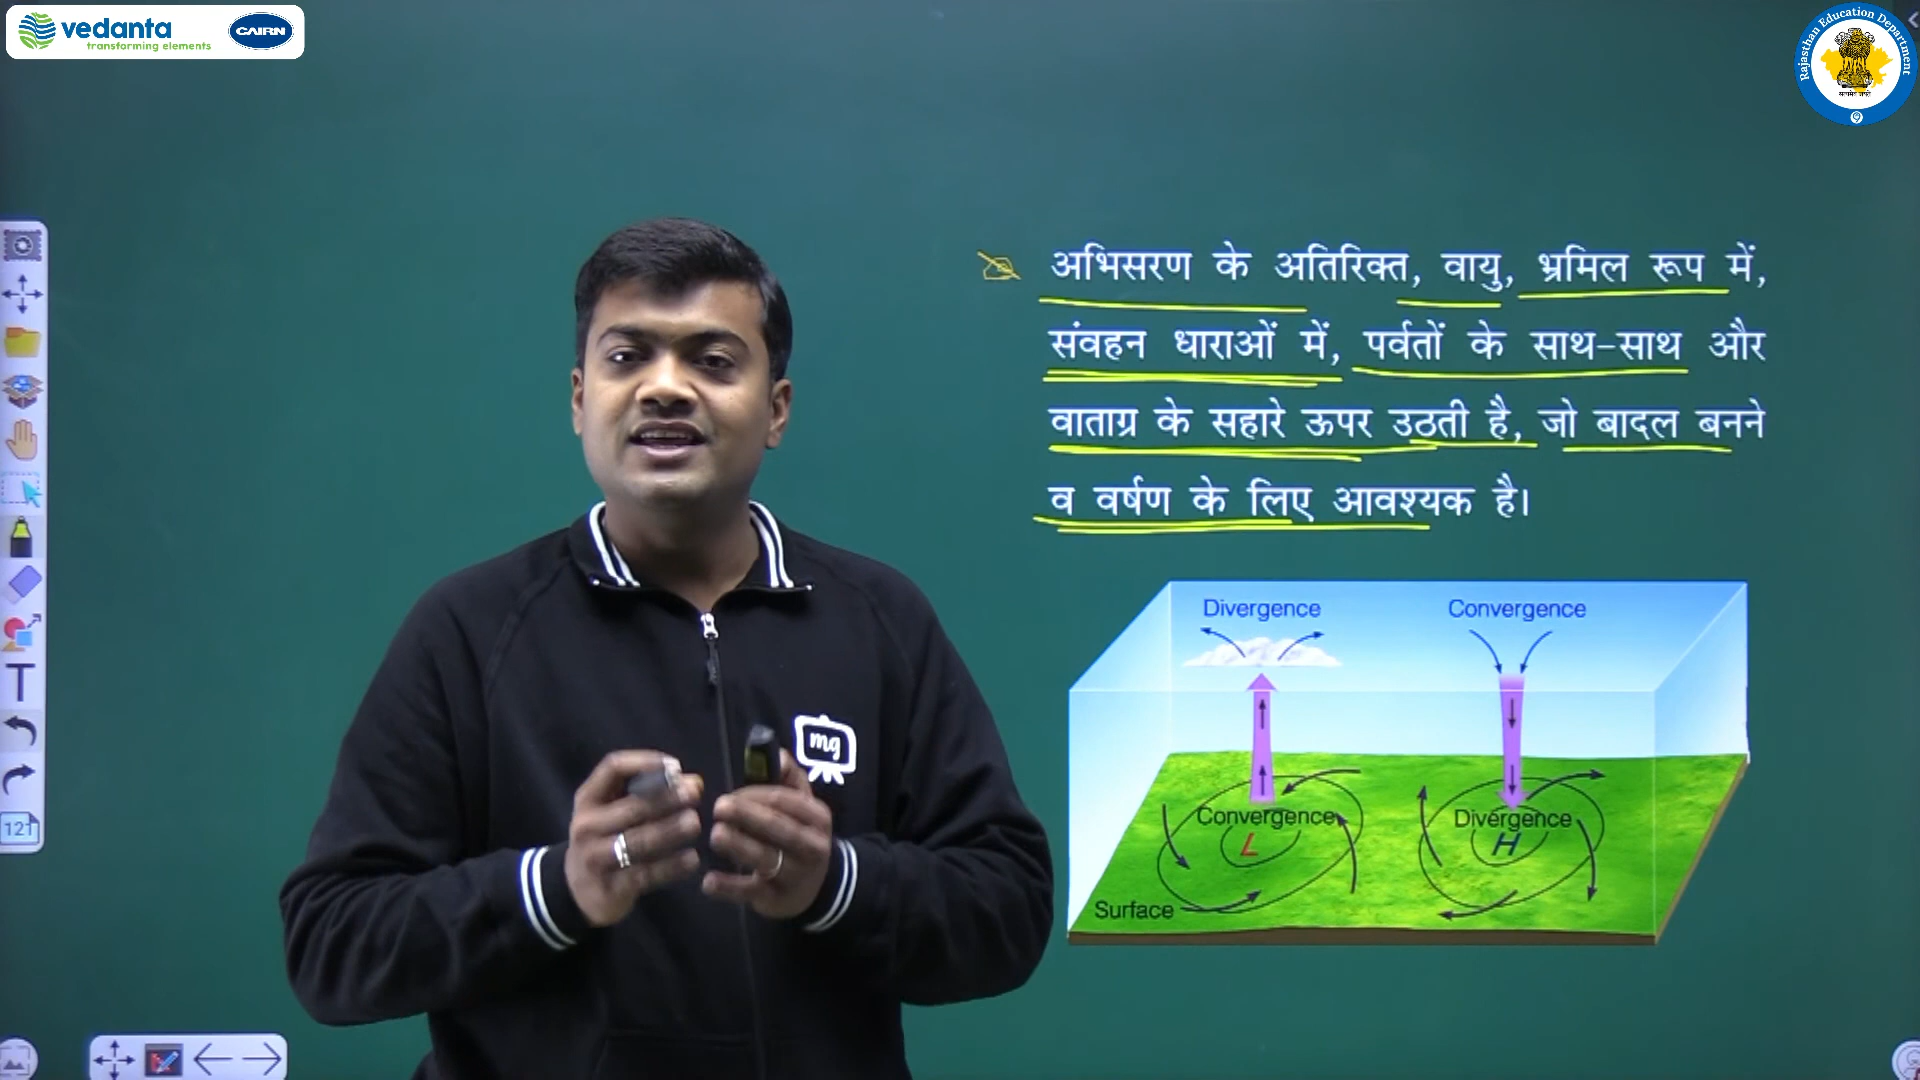 vedanta
transforming elements
CAIRN
Rajasthan Education Department
अभिसरण के अतिरिक्त, वायु, भ्रमिल रूप में,
संवहन धाराओं में, पर्वतों के साथ-साथ और
वाताग्र के सहारे ऊपर उठती है, जो बादल बनने
व वर्षण के लिए आवश्यक है।
Divergence
Convergence
Convergence
L
Divergence
H
Surface
mg
T
121